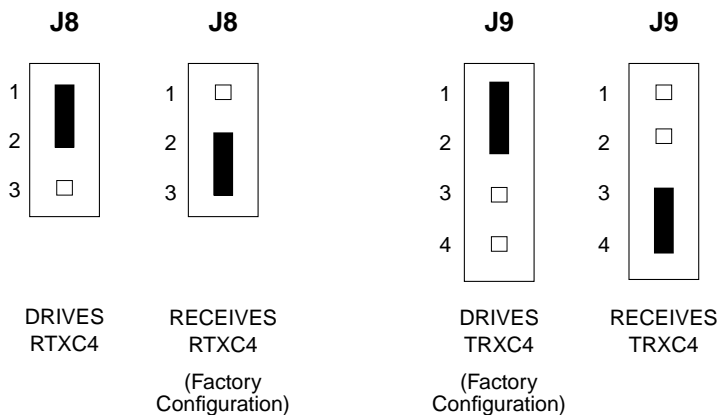 J8
1
2
3
DRIVES
RTXC4
J8
1
2
3
RECEIVES
RTXC4
(Factory
Configuration)
J9
1
2
3
4
DRIVES
TRXC4
(Factory
Configuration)
J9
1
2
3
4
RECEIVES
TRXC4